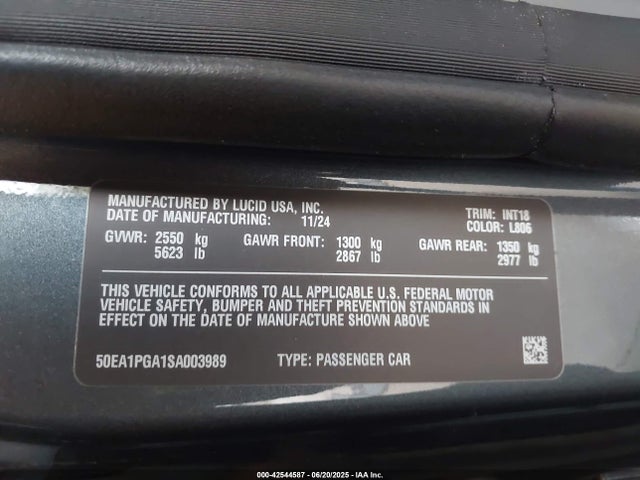 MANUFACTURED BY LUCID USA, INC.
DATE OF MANUFACTURING: 11/24
TRIM: INT18
COLOR: L806
GVWR: 2550 kg GAWR FRONT: 1300 kg GAWR REAR: 1350 kg
5623 lb 2867 lb 2977 lb
THIS VEHICLE CONFORMS TO ALL APPLICABLE U.S. FEDERAL MOTOR
VEHICLE SAFETY, BUMPER AND THEFT PREVENTION STANDARDS IN
EFFECT ON THE DATE OF MANUFACTURE SHOWN ABOVE
50EA1PGA1SA003989 TYPE: PASSENGER CAR
000-42544587 - 06/20/2025 - IAA Inc.